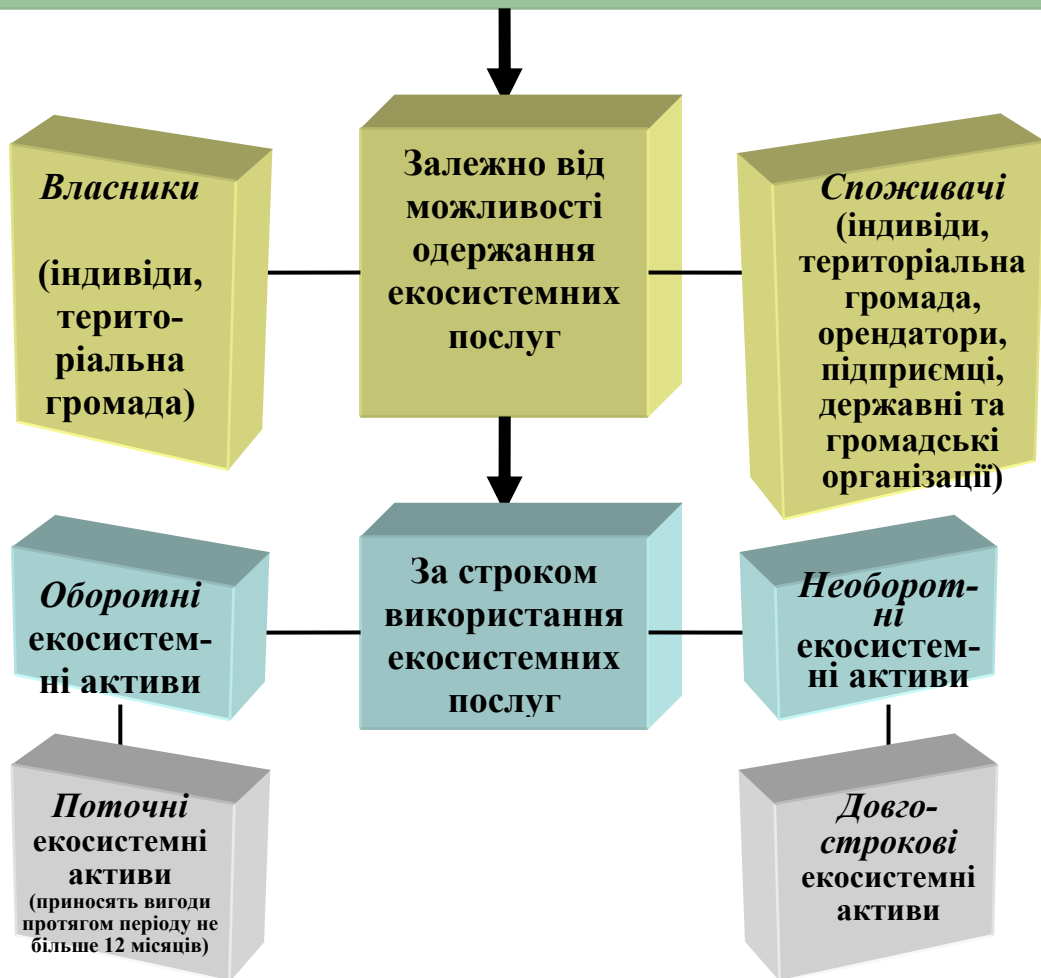 Власники
(індивіди,
терито-
ріальна
громада)
Залежно від
можливості
одержання
екосистемних
послуг
Споживачі
(індивіди,
територіальна
громада,
орендатори,
підприємці,
державні та
громадські
організації)
Оборотні
екосистем-
ні активи
За строком
використання
екосистемних
послуг
Необорот-
ні
екосистем-
ні активи
Поточні
екосистемні
активи
(приносять вигоди
протягом періоду не
більше 12 місяців)
Довго-
строкові
екосистемні
активи